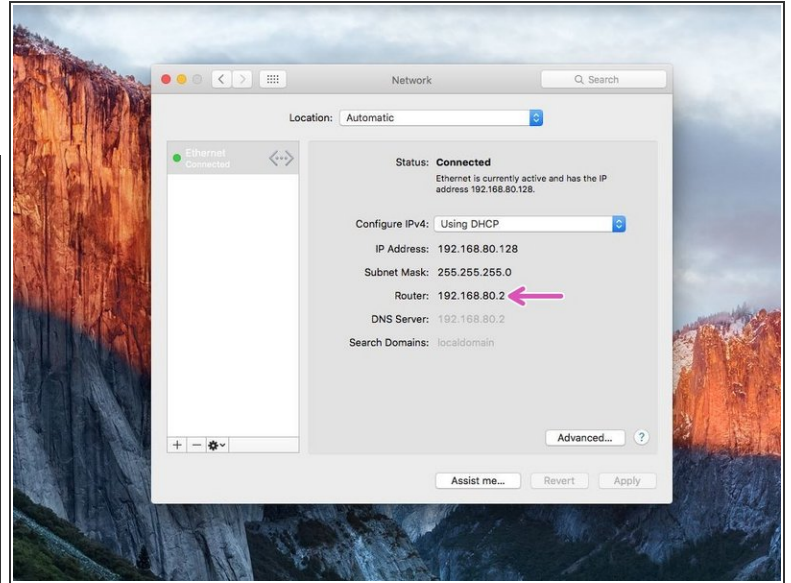 Network
Search
Location: Automatic
Ethernet
Connected
Status: Connected
Ethernet is currently active and has the IP
address 192.168.80.128.
Configure IPv4: Using DHCP
IP Address: 192.168.80.128
Subnet Mask: 255.255.255.0
Router: 192.168.80.2
DNS Server: 192.168.80.2
Search Domains: localdomain
Advanced... ?
Assist me... Revert Apply